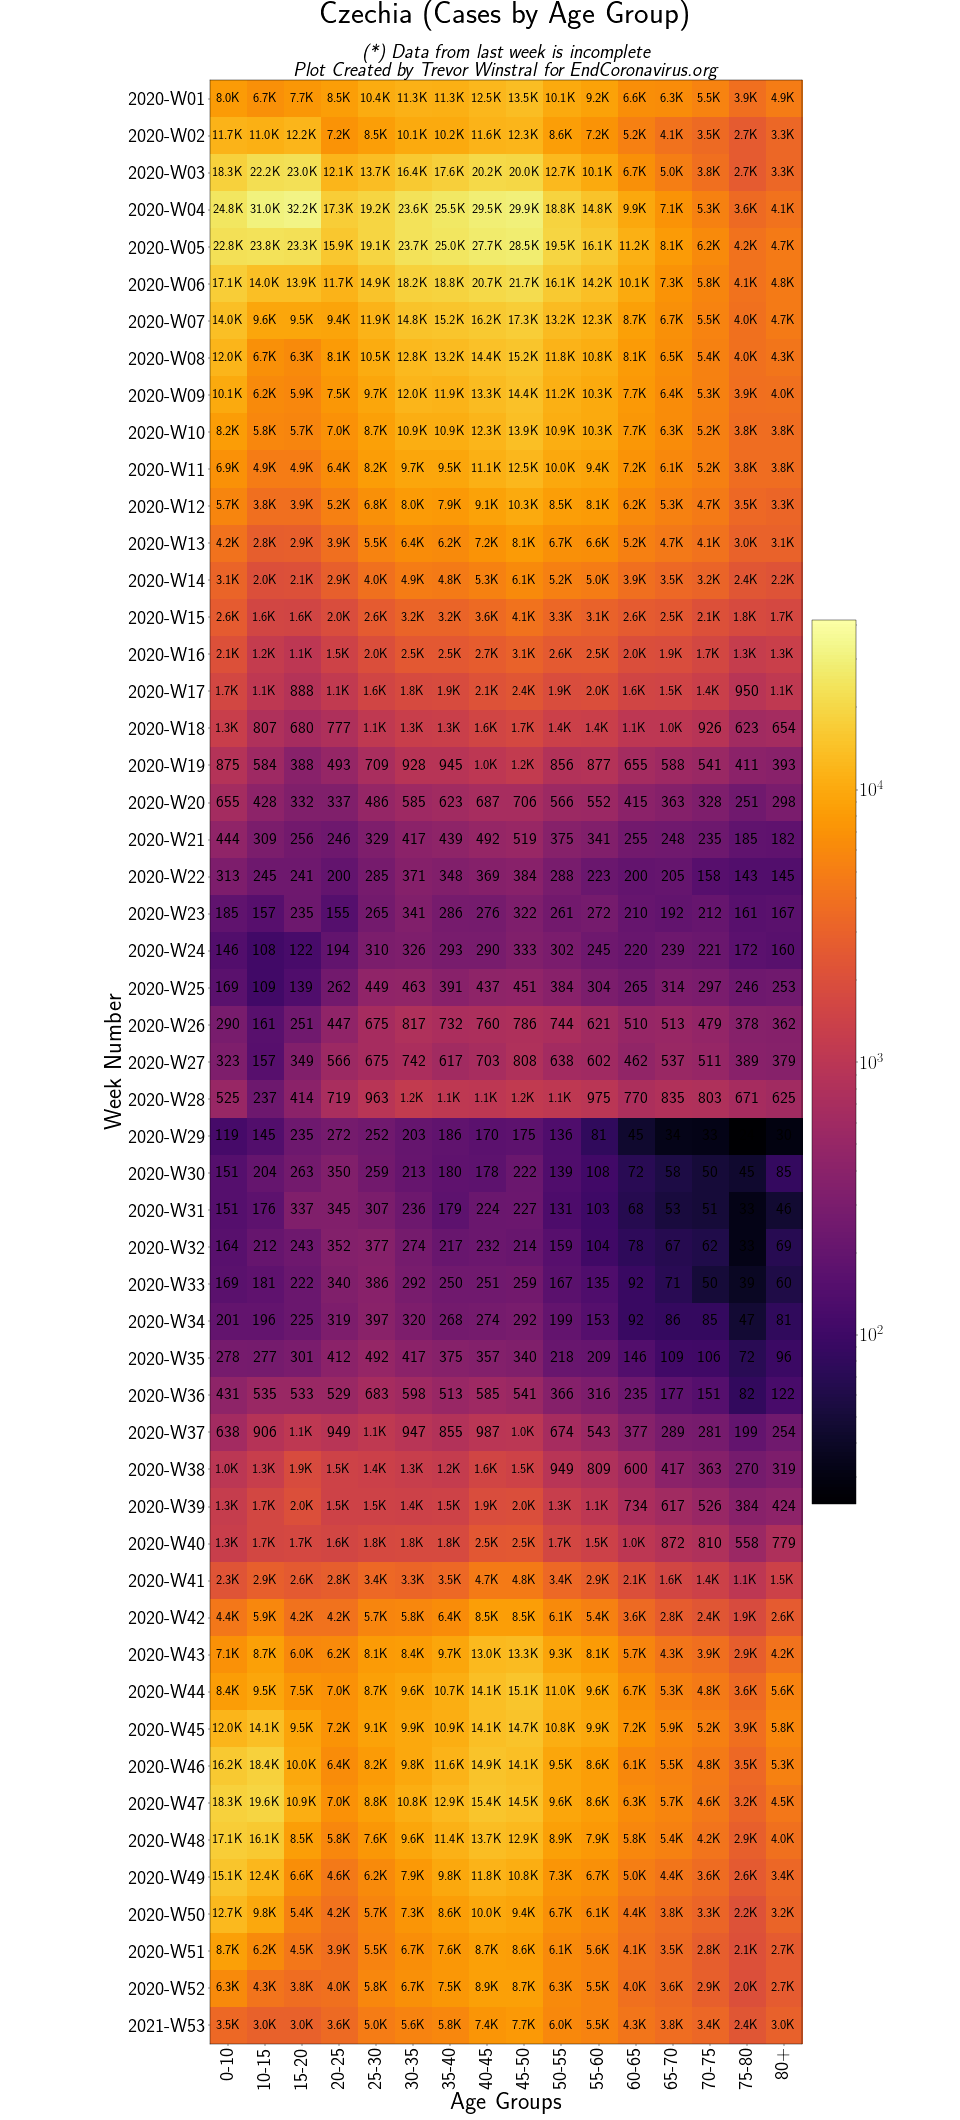 Czechia (Cases by Age Group)
(*) Data from last week is incomplete
Plot Created by Trevor Winstral for EndCoronavirus.org
2020-W01 8.0K 6.7K 7.7K 8.5K 10.4K 11.3K 11.3K 12.5K 13.5K 10.1K 9.2K 6.6K 6.3K 5.5K 3.9K 4.9K
2020-W02 11.7K 11.0K 12.2K 7.2K 8.5K 10.1K 10.2K 11.6K 12.3K 8.6K 7.2K 5.2K 4.1K 3.5K 2.7K 3.3K
2020-W03 18.3K 22.2K 23.0K 12.1K 13.7K 16.4K 17.6K 20.2K 20.0K 12.7K 10.1K 6.7K 5.0K 3.8K 2.7K 3.3K
2020-W04 24.8K 31.0K 32.2K 17.3K 19.2K 23.6K 25.5K 29.5K 29.9K 18.8K 14.8K 9.9K 7.1K 5.3K 3.6K 4.1K
2020-W05 22.8K 23.8K 23.3K 15.9K 19.1K 23.7K 25.0K 27.7K 28.5K 19.5K 16.1K 11.2K 8.1K 6.2K 4.2K 4.7K
2020-W06 17.1K 14.0K 13.9K 11.7K 14.9K 18.2K 18.8K 20.7K 21.7K 16.1K 14.2K 10.1K 7.3K 5.8K 4.1K 4.8K
2020-W07 14.0K 9.6K 9.5K 9.4K 11.9K 14.8K 15.2K 16.2K 17.3K 13.2K 12.3K 8.7K 6.7K 5.5K 4.0K 4.7K
2020-W08 12.0K 6.7K 6.3K 8.1K 10.5K 12.8K 13.2K 14.4K 15.2K 11.8K 10.8K 8.1K 6.5K 5.4K 4.0K 4.3K
2020-W09 10.1K 6.2K 5.9K 7.5K 9.7K 12.0K 11.9K 13.3K 14.4K 11.2K 10.3K 7.7K 6.4K 5.3K 3.9K 4.0K
2020-W10 8.2K 5.8K 5.7K 7.0K 8.7K 10.9K 10.9K 12.3K 13.9K 10.9K 10.3K 7.7K 6.3K 5.2K 3.8K 3.8K
2020-W11 6.9K 4.9K 4.9K 6.4K 8.2K 9.7K 9.5K 11.1K 12.5K 10.0K 9.4K 7.2K 6.1K 5.2K 3.8K 3.8K
2020-W12 5.7K 3.8K 3.9K 5.2K 6.8K 8.0K 7.9K 9.1K 10.3K 8.5K 8.1K 6.2K 5.3K 4.7K 3.5K 3.3K
2020-W13 4.2K 2.8K 2.9K 3.9K 5.5K 6.4K 6.2K 7.2K 8.1K 6.7K 6.6K 5.2K 4.7K 4.1K 3.0K 3.1K
2020-W14 3.1K 2.0K 2.1K 2.9K 4.0K 4.9K 4.8K 5.3K 6.1K 5.2K 5.0K 3.9K 3.5K 3.2K 2.4K 2.2K
2020-W15 2.6K 1.6K 1.6K 2.0K 2.6K 3.2K 3.2K 3.6K 4.1K 3.3K 3.1K 2.6K 2.5K 2.1K 1.8K 1.7K
2020-W16 2.1K 1.2K 1.1K 1.5K 2.0K 2.5K 2.5K 2.7K 3.1K 2.6K 2.5K 2.0K 1.9K 1.7K 1.3K 1.3K
2020-W17 1.7K 1.1K 888 1.1K 1.6K 1.8K 1.9K 2.1K 2.4K 1.9K 2.0K 1.6K 1.5K 1.4K 950 1.1K
2020-W18 1.3K 807 680 777 1.1K 1.3K 1.3K 1.6K 1.7K 1.4K 1.4K 1.1K 1.0K 926 623 654
2020-W19 875 584 388 493 709 928 945 1.0K 1.2K 856 877 655 588 541 411 393
2020-W20 655 428 332 337 486 585 623 687 706 566 552 415 363 328 251 298
2020-W21 444 309 256 246 329 417 439 492 519 375 341 255 248 235 185 182
2020-W22 313 245 241 200 285 371 348 369 384 288 223 200 205 158 143 145
2020-W23 185 157 235 155 265 341 286 276 322 261 272 210 192 212 161 167
2020-W24 146 108 122 194 310 326 293 290 333 302 245 220 239 221 172 160
2020-W25 169 109 139 262 449 463 391 437 451 384 304 265 314 297 246 253
2020-W26 290 161 251 447 675 817 732 760 786 744 621 510 513 479 378 362
2020-W27 323 157 349 566 675 742 617 703 808 638 602 462 537 511 389 379
2020-W28 525 237 414 719 963 1.2K 1.1K 1.1K 1.2K 1.1K 975 770 835 803 671 625
2020-W29 119 145 235 272 252 203 186 170 175 136 81 45 34
2020-W30 151 204 263 350 259 213 180 178 222 139 108 72 58 50 45 85
2020-W31 151 176 337 345 307 236 179 224 227 131 103 68 53 51 46
2020-W32 164 212 243 352 377 274 217 232 214 159 104 78 67 62 69
2020-W33 169 181 222 340 386 292 250 251 259 167 135 92 71 50 39 60
2020-W34 201 196 225 319 397 320 268 274 292 199 153 92 86 85 47 81
2020-W35 278 277 301 412 492 417 375 357 340 218 209 146 109 106 72 96
2020-W36 431 535 533 529 683 598 513 585 541 366 316 235 177 151 82 122
2020-W37 638 906 1.1K 949 1.1K 947 855 987 1.0K 674 543 377 289 281 199 254
2020-W38 1.0K 1.3K 1.9K 1.5K 1.4K 1.3K 1.2K 1.6K 1.5K 949 809 600 417 363 270 319
2020-W39 1.3K 1.7K 2.0K 1.5K 1.5K 1.4K 1.5K 1.9K 2.0K 1.3K 1.1K 734 617 526 384 424
2020-W40 1.3K 1.7K 1.7K 1.6K 1.8K 1.8K 1.8K 2.5K 2.5K 1.7K 1.5K 1.0K 872 810 558 779
2020-W41 2.3K 2.9K 2.6K 2.8K 3.4K 3.3K 3.5K 4.7K 4.8K 3.4K 2.9K 2.1K 1.6K 1.4K 1.1K 1.5K
2020-W42 4.4K 5.9K 4.2K 4.2K 5.7K 5.8K 6.4K 8.5K 8.5K 6.1K 5.4K 3.6K 2.8K 2.4K 1.9K 2.6K
2020-W43 7.1K 8.7K 6.0K 6.2K 8.1K 8.4K 9.7K 13.0K 13.3K 9.3K 8.1K 5.7K 4.3K 3.9K 2.9K 4.2K
2020-W44 8.4K 9.5K 7.5K 7.0K 8.7K 9.6K 10.7K 14.1K 15.1K 11.0K 9.6K 6.7K 5.3K 4.8K 3.6K 5.6K
2020-W45 12.0K 14.1K 9.5K 7.2K 9.1K 9.9K 10.9K 14.1K 14.7K 10.8K 9.9K 7.2K 5.9K 5.2K 3.9K 5.8K
2020-W46 16.2K 18.4K 10.0K 6.4K 8.2K 9.8K 11.6K 14.9K 14.1K 9.5K 8.6K 6.1K 5.5K 4.8K 3.5K 5.3K
2020-W47 18.3K 19.6K 10.9K 7.0K 8.8K 10.8K 12.9K 15.4K 14.5K 9.6K 8.6K 6.3K 5.7K 4.6K 3.2K 4.5K
2020-W48 17.1K 16.1K 8.5K 5.8K 7.6K 9.6K 11.4K 13.7K 12.9K 8.9K 7.9K 5.8K 5.4K 4.2K 2.9K 4.0K
2020-W49 15.1K 12.4K 6.6K 4.6K 6.2K 7.9K 9.8K 11.8K 10.8K 7.3K 6.7K 5.0K 4.4K 3.6K 2.6K 3.4K
2020-W50 12.7K 9.8K 5.4K 4.2K 5.7K 7.3K 8.6K 10.0K 9.4K 6.7K 6.1K 4.4K 3.8K 3.3K 2.2K 3.2K
2020-W51 8.7K 6.2K 4.5K 3.9K 5.5K 6.7K 7.6K 8.7K 8.6K 6.1K 5.6K 4.1K 3.5K 2.8K 2.1K 2.7K
2020-W52 6.3K 4.3K 3.8K 4.0K 5.8K 6.7K 7.5K 8.9K 8.7K 6.3K 5.5K 4.0K 3.6K 2.9K 2.0K 2.7K
2021-W53 3.5K 3.0K 3.0K 3.6K 5.0K 5.6K 5.8K 7.4K 7.7K 6.0K 5.5K 4.3K 3.8K 3.4K 2.4K 3.0K
0-10 10-15 15-20 20-25 25-30 30-35 35-40 40-45 45-50 50-55 55-60 60-65 65-70 70-75 75-80 80+
Age Groups
Week Number
10^4
10^3
10^2